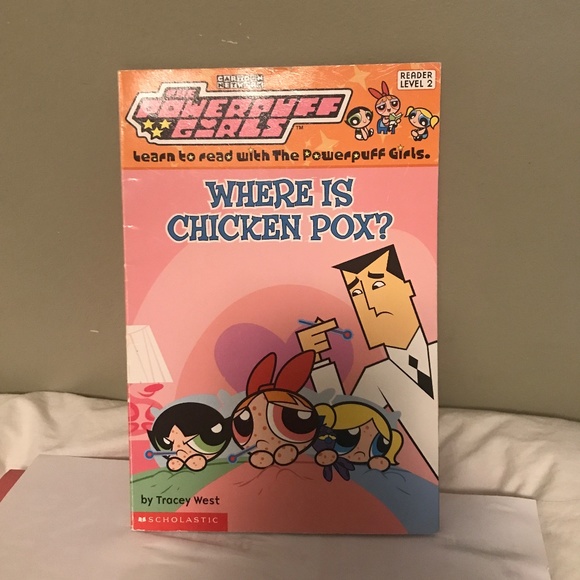 CARTOON
NETWORK
READER
LEVEL 2
THE
POWERPUFF
GIRLS™
Learn to read with The Powerpuff Girls.
WHERE IS
CHICKEN POX?
by Tracey West
SCHOLASTIC